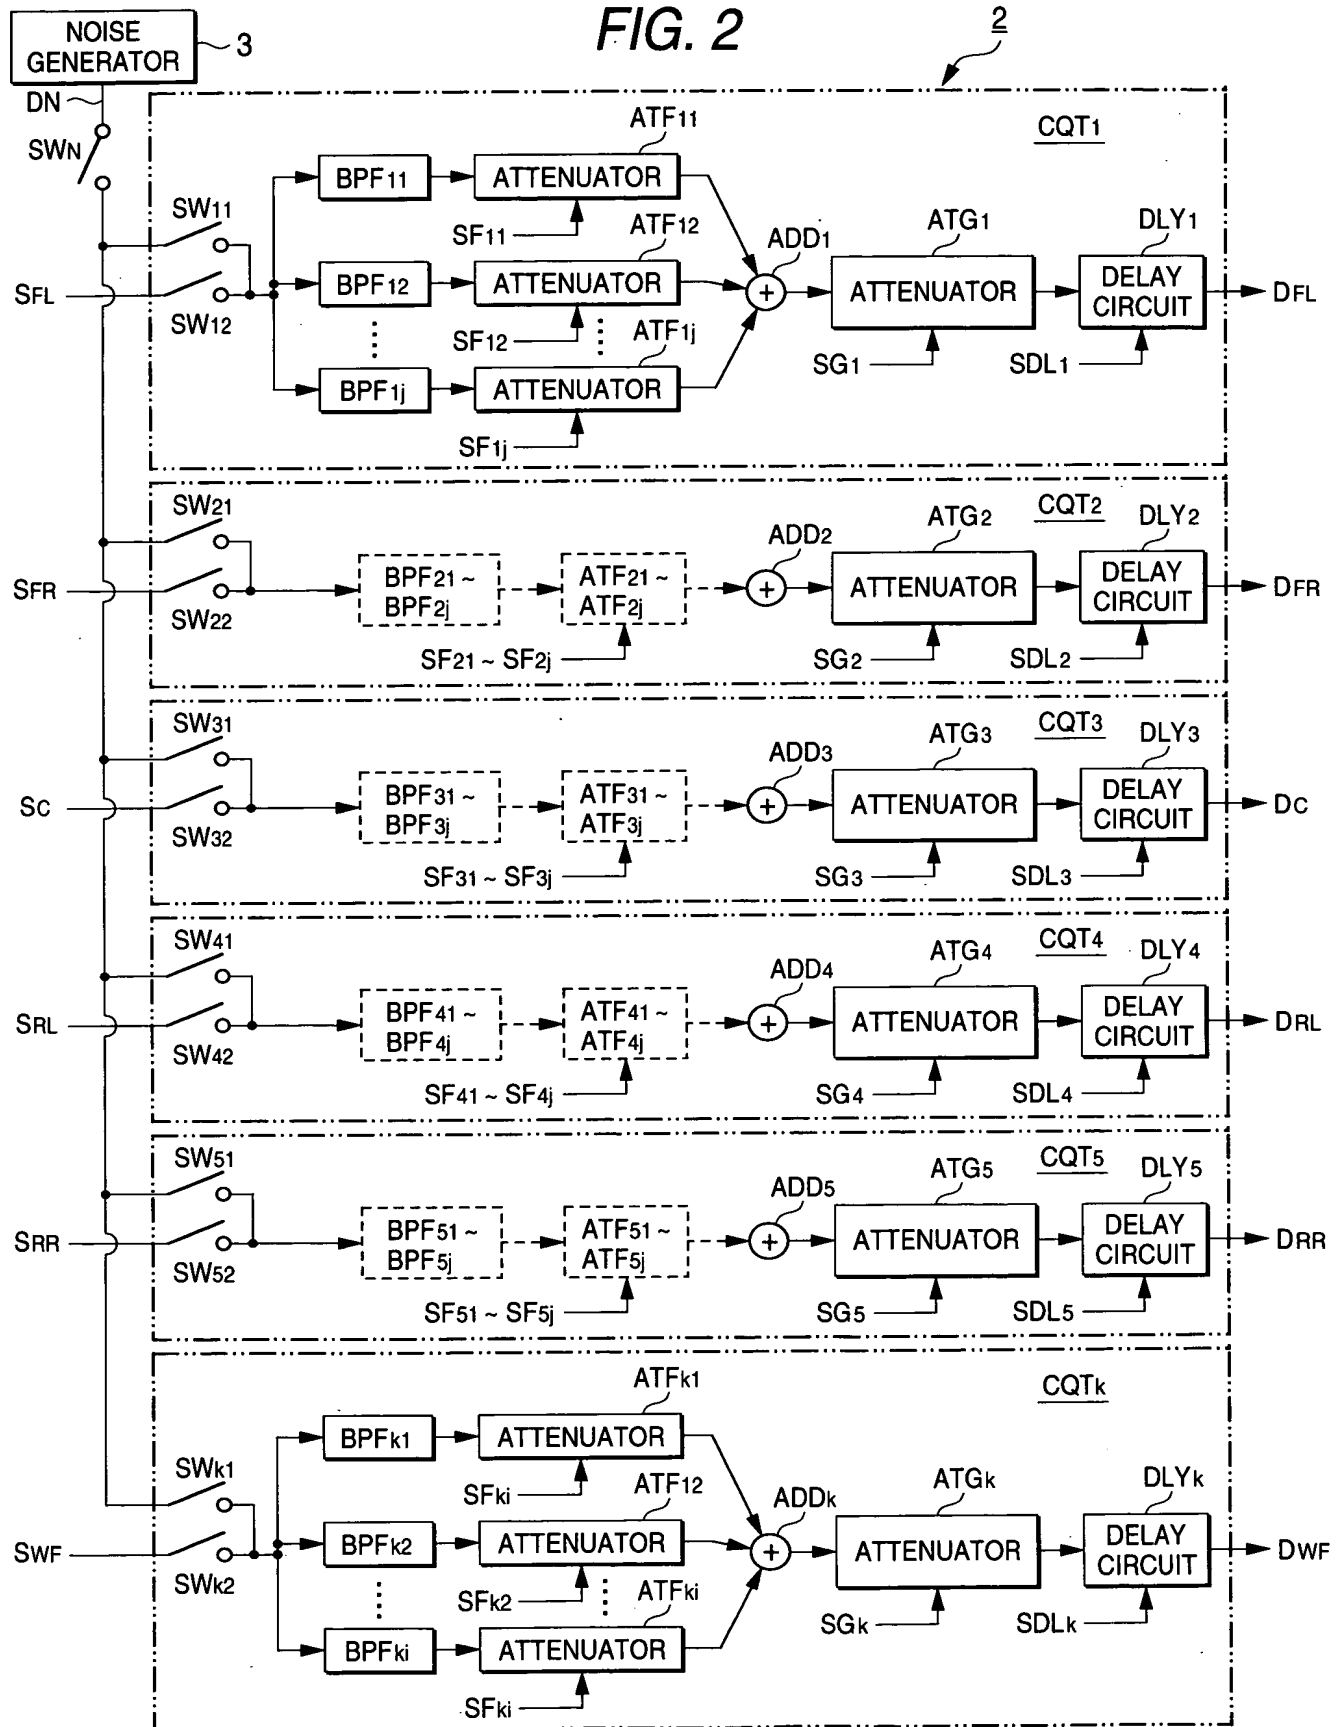 FIG. 2
2
NOISE
GENERATOR
3
DN
SWN
CQT1
ATF11
BPF11
ATTENUATOR
SW11
SF11
ATF12
ADD1
ATG1
DLY1
SFL
BPF12
ATTENUATOR
ATTENUATOR
DELAY
CIRCUIT
DFL
SW12
SF12
ATF1j
SG1
SDL1
BPF1j
ATTENUATOR
SF1j
CQT2
SW21
ADD2
ATG2
DLY2
SFR
BPF21 ~
BPF2j
ATF21 ~
ATF2j
ATTENUATOR
DELAY
CIRCUIT
DFR
SW22
SF21 ~ SF2j
SG2
SDL2
CQT3
SW31
ADD3
ATG3
DLY3
SC
BPF31 ~
BPF3j
ATF31 ~
ATF3j
ATTENUATOR
DELAY
CIRCUIT
DC
SW32
SF31 ~ SF3j
SG3
SDL3
CQT4
SW41
ADD4
ATG4
DLY4
SRL
BPF41 ~
BPF4j
ATF41 ~
ATF4j
ATTENUATOR
DELAY
CIRCUIT
DRL
SW42
SF41 ~ SF4j
SG4
SDL4
CQT5
SW51
ADD5
ATG5
DLY5
SRR
BPF51 ~
BPF5j
ATF51 ~
ATF5j
ATTENUATOR
DELAY
CIRCUIT
DRR
SW52
SF51 ~ SF5j
SG5
SDL5
CQTk
ATFk1
BPFk1
ATTENUATOR
SWk1
SFki
ATF12
ADDk
ATGk
DLYk
SWF
BPFk2
ATTENUATOR
ATTENUATOR
DELAY
CIRCUIT
DWF
SWk2
SFk2
ATFki
SGk
SDLk
BPFki
ATTENUATOR
SFki